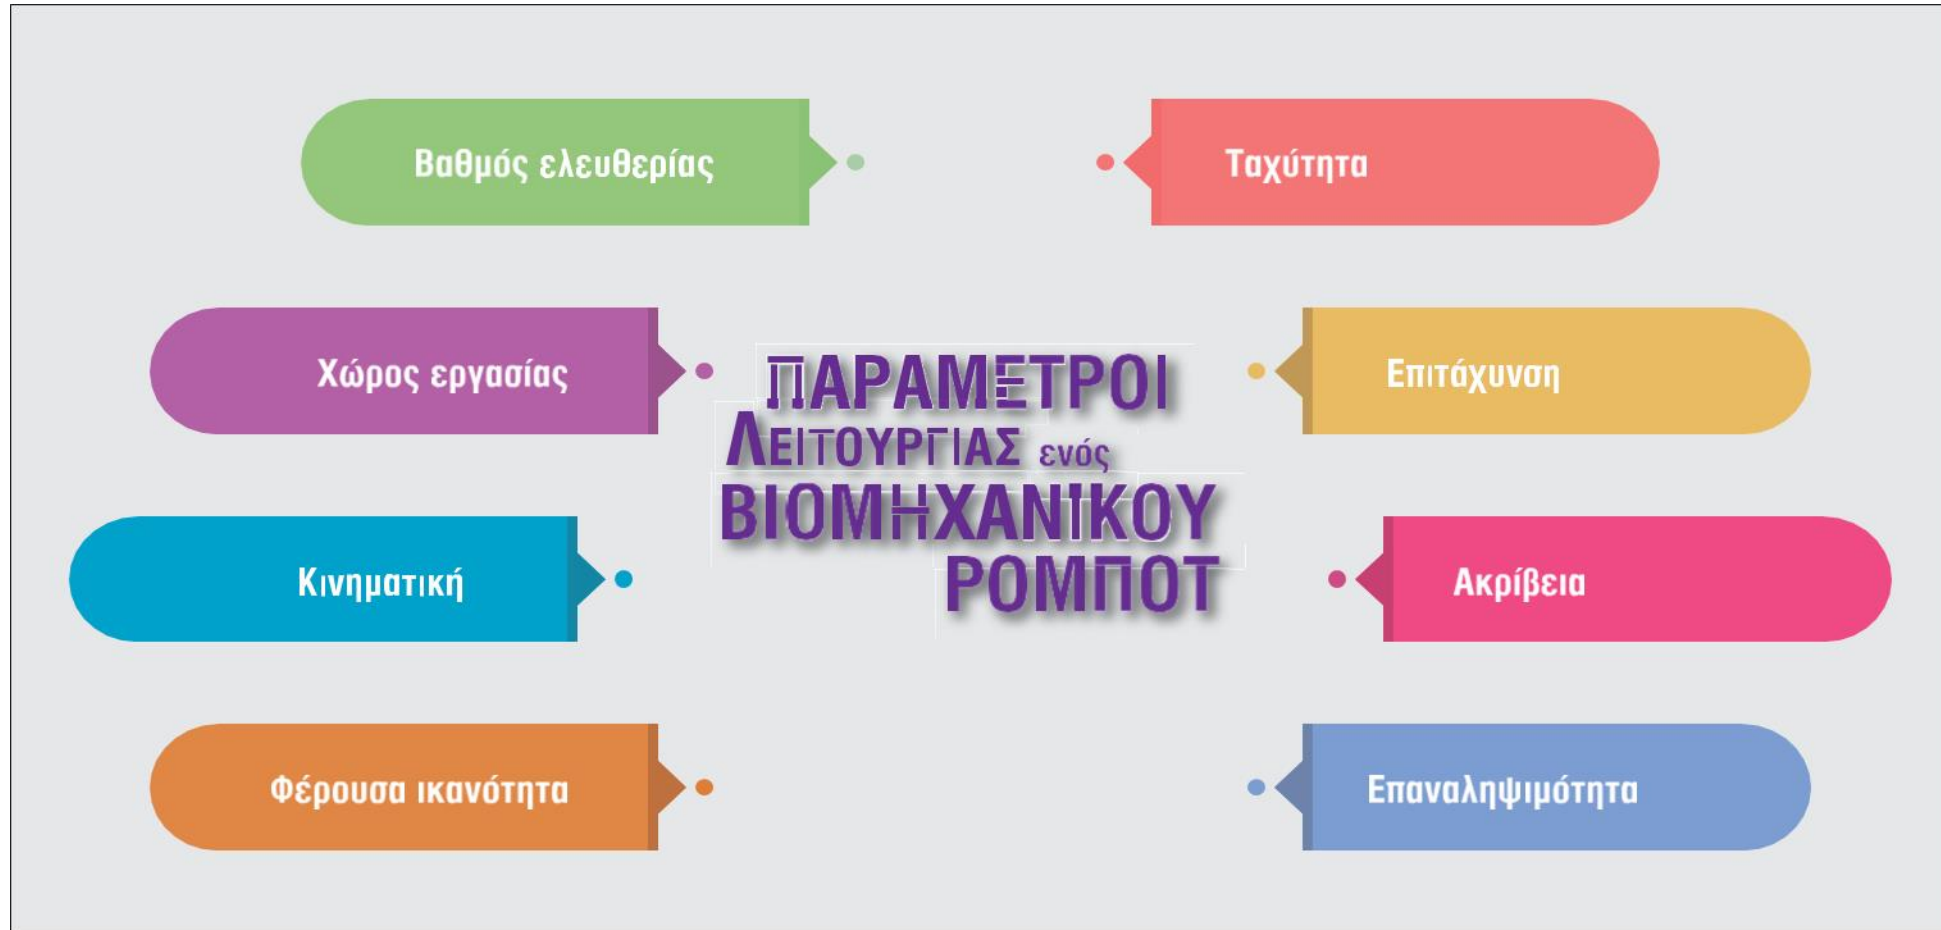 Βαθμός ελευθερίας
Ταχύτητα
Χώρος εργασίας
Επιτάχυνση
ΠΑΡΑΜΕΤΡΟΙ
ΛΕΙΤΟΥΡΓΙΑΣ ενός
ΒΙΟΜΗΧΑΝΙΚΟΥ
ΡΟΜΠΟΤ
Κινηματική
Ακρίβεια
Φέρουσα ικανότητα
Επαναληψιμότητα